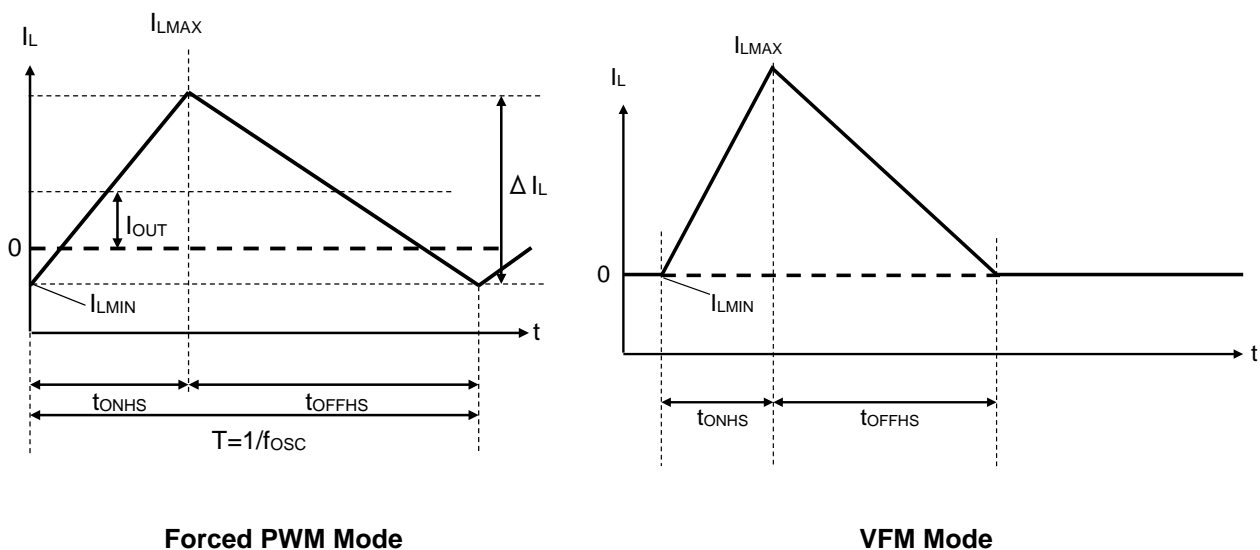 ILMAX
IL
Δ IL
IOUT
0
ILMIN
t
tONHS
tOFFHS
T=1/fOSC
Forced PWM Mode
ILMAX
IL
0
ILMIN
t
tONHS
tOFFHS
VFM Mode